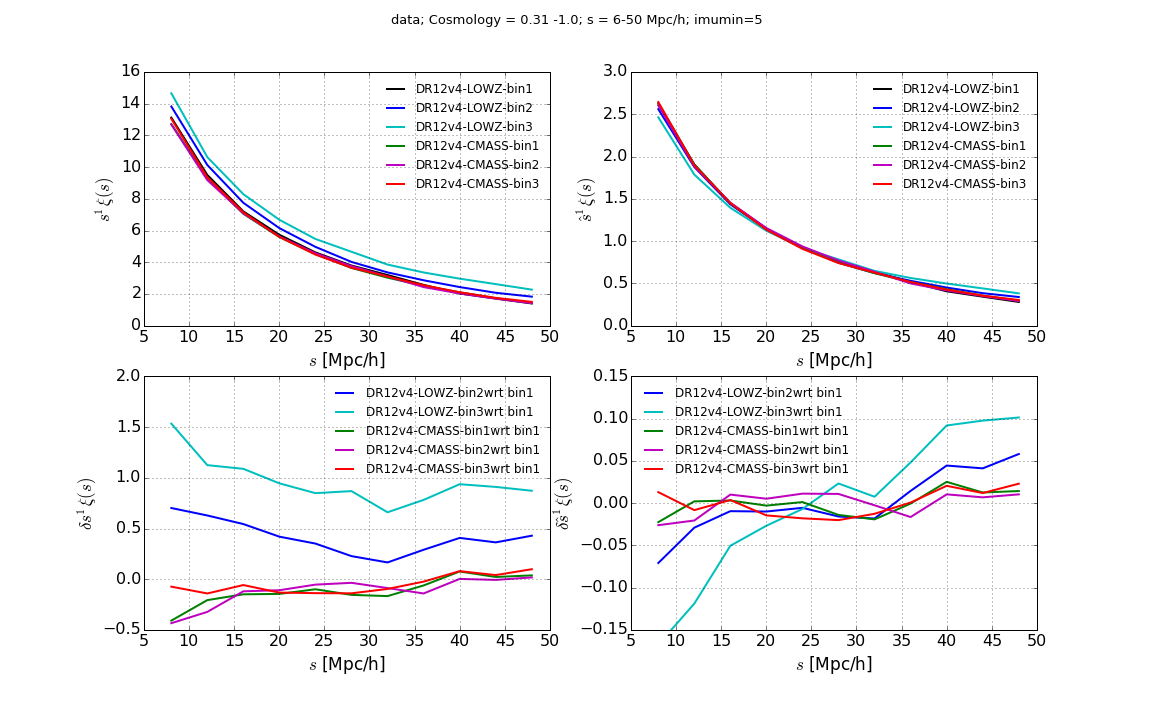 data; Cosmology = 0.31 -1.0; s = 6-50 Mpc/h; imumin=5
16
14
12
10
8
6
4
2
0
s¹ ξ(s)
DR12v4-LOWZ-bin1
DR12v4-LOWZ-bin2
DR12v4-LOWZ-bin3
DR12v4-CMASS-bin1
DR12v4-CMASS-bin2
DR12v4-CMASS-bin3
5 10 15 20 25 30 35 40 45 50
s [Mpc/h]
3.0
2.5
2.0
1.5
1.0
0.5
0.0
ŝ¹ ξ(s)
DR12v4-LOWZ-bin1
DR12v4-LOWZ-bin2
DR12v4-LOWZ-bin3
DR12v4-CMASS-bin1
DR12v4-CMASS-bin2
DR12v4-CMASS-bin3
5 10 15 20 25 30 35 40 45 50
s [Mpc/h]
2.0
1.5
1.0
0.5
0.0
−0.5
δs¹ ξ(s)
DR12v4-LOWZ-bin2wrt bin1
DR12v4-LOWZ-bin3wrt bin1
DR12v4-CMASS-bin1wrt bin1
DR12v4-CMASS-bin2wrt bin1
DR12v4-CMASS-bin3wrt bin1
5 10 15 20 25 30 35 40 45 50
s [Mpc/h]
0.15
0.10
0.05
0.00
−0.05
−0.10
−0.15
δ̂s¹ ξ(s)
DR12v4-LOWZ-bin2wrt bin1
DR12v4-LOWZ-bin3wrt bin1
DR12v4-CMASS-bin1wrt bin1
DR12v4-CMASS-bin2wrt bin1
DR12v4-CMASS-bin3wrt bin1
5 10 15 20 25 30 35 40 45 50
s [Mpc/h]